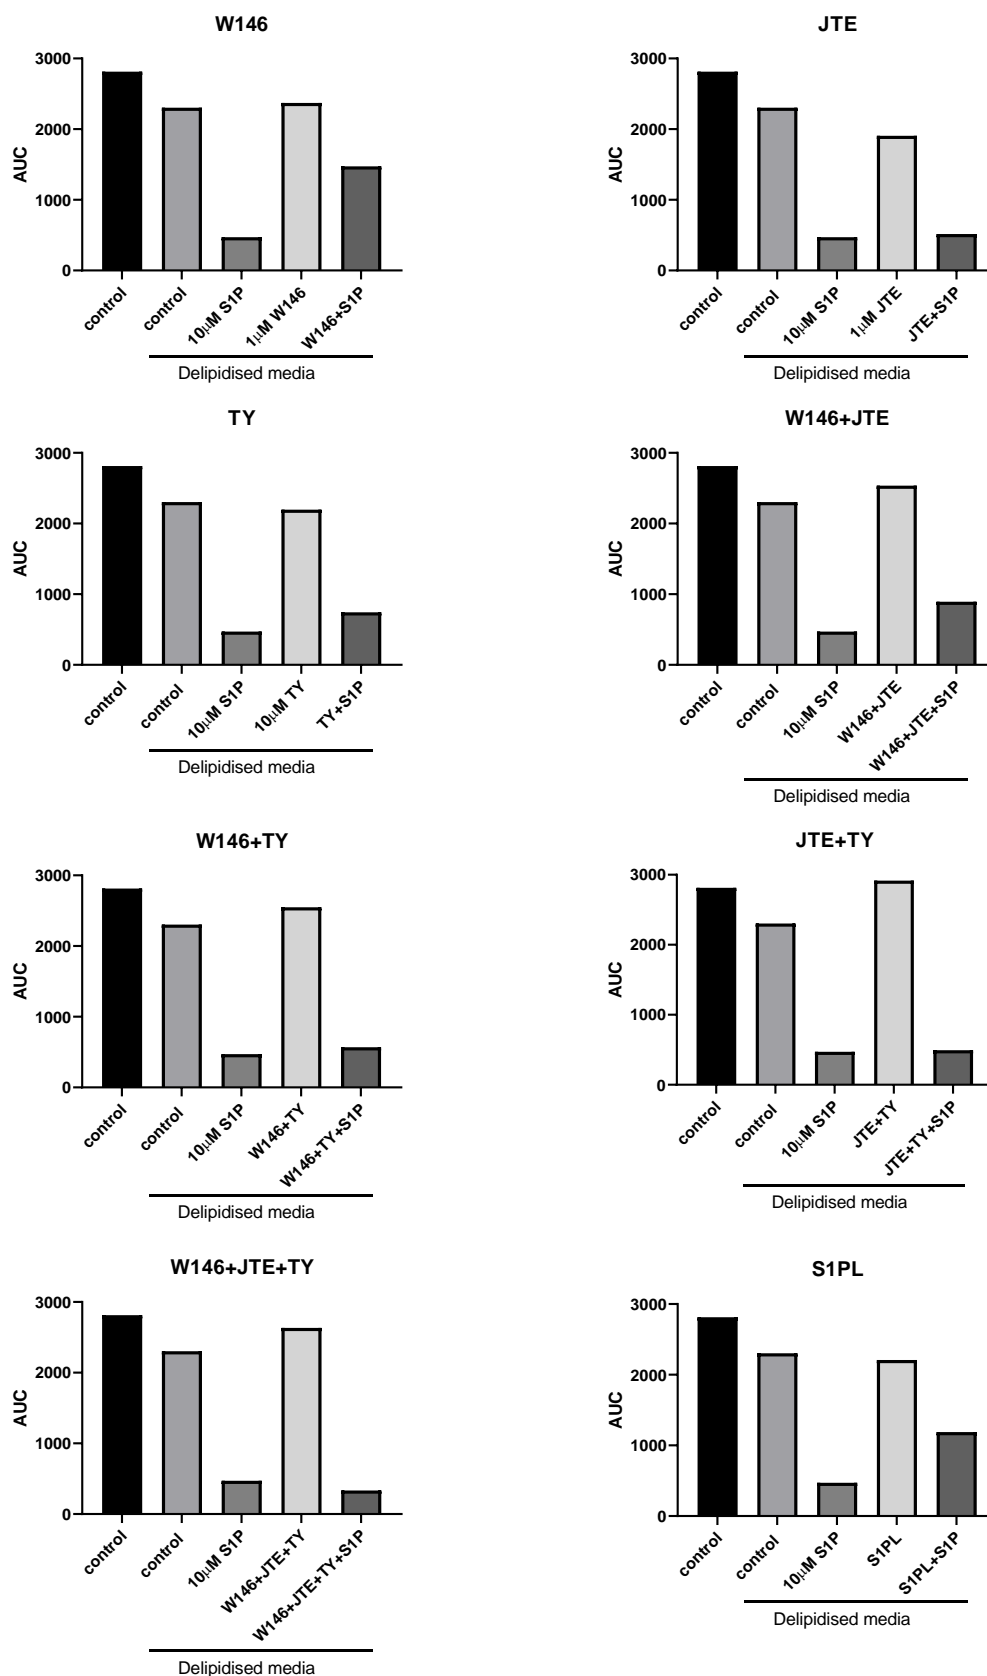 W146
3000
2000
1000
0
AUC
control
control
10μM S1P
1μM W146
W146+S1P
Delipidised media
JTE
3000
2000
1000
0
AUC
control
control
10μM S1P
1μM JTE
JTE+S1P
Delipidised media
TY
3000
2000
1000
0
AUC
control
control
10μM S1P
10μM TY
TY+S1P
Delipidised media
W146+JTE
3000
2000
1000
0
AUC
control
control
10μM S1P
W146+JTE
W146+JTE+S1P
Delipidised media
W146+TY
3000
2000
1000
0
AUC
control
control
10μM S1P
W146+TY
W146+TY+S1P
Delipidised media
JTE+TY
3000
2000
1000
0
AUC
control
control
10μM S1P
JTE+TY
JTE+TY+S1P
Delipidised media
W146+JTE+TY
3000
2000
1000
0
AUC
control
control
10μM S1P
W146+JTE+TY
W146+JTE+TY+S1P
Delipidised media
S1PL
3000
2000
1000
0
AUC
control
control
10μM S1P
S1PL
S1PL+S1P
Delipidised media